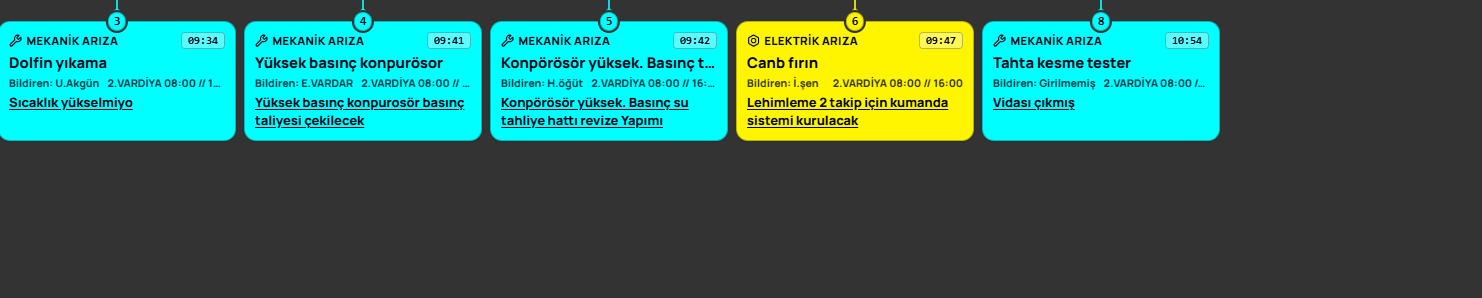 3
MEKANİK ARIZA 09:34
Dolfin yıkama
Bildiren: U.Akgün 2.VARDİYA 08:00 // 1...
Sıcaklık yükselmiyo
4
MEKANİK ARIZA 09:41
Yüksek basınç konpurösor
Bildiren: E.VARDAR 2.VARDİYA 08:00 // ...
Yüksek basınç konpurosör basınç
taliyesi çekilecek
5
MEKANİK ARIZA 09:42
Konpörösör yüksek. Basınç t...
Bildiren: H.öğüt 2.VARDİYA 08:00 // 16:...
Konpörösör yüksek. Basınç su
tahliye hattı revize Yapımı
6
ELEKTRİK ARIZA 09:47
Canb fırın
Bildiren: İ.şen 2.VARDİYA 08:00 // 16:00
Lehimleme 2 takip için kumanda
sistemi kurulacak
8
MEKANİK ARIZA 10:54
Tahta kesme tester
Bildiren: Girilmemiş 2.VARDİYA 08:00 /...
Vidası çıkmış